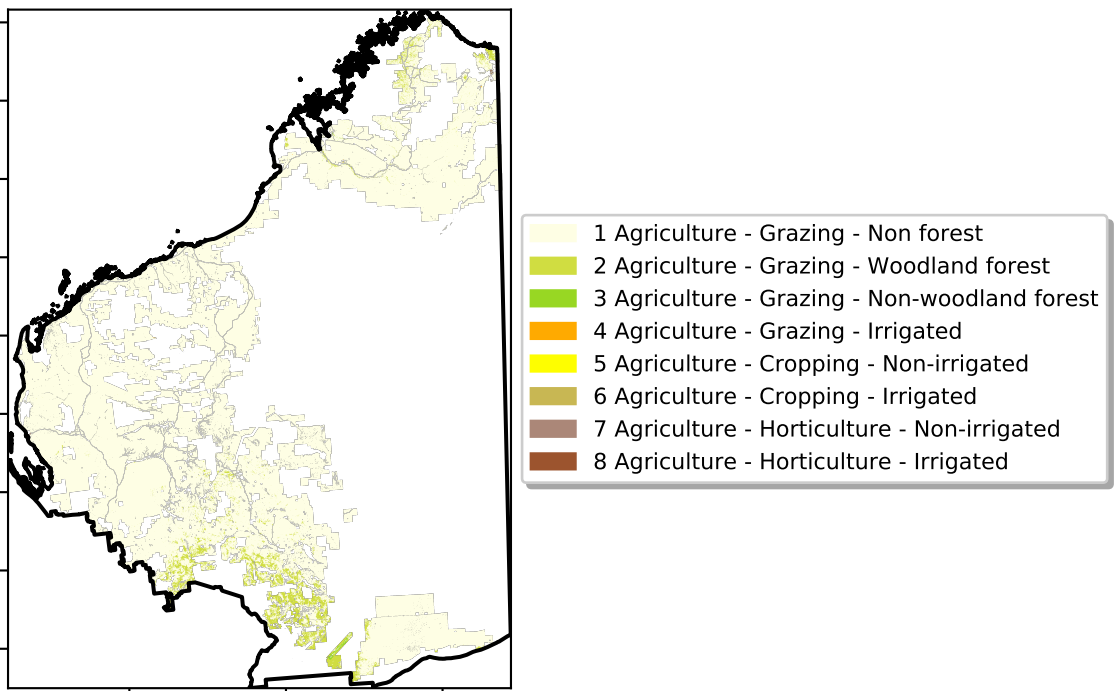 1 Agriculture - Grazing - Non forest
2 Agriculture - Grazing - Woodland forest
3 Agriculture - Grazing - Non-woodland forest
4 Agriculture - Grazing - Irrigated
5 Agriculture - Cropping - Non-irrigated
6 Agriculture - Cropping - Irrigated
7 Agriculture - Horticulture - Non-irrigated
8 Agriculture - Horticulture - Irrigated